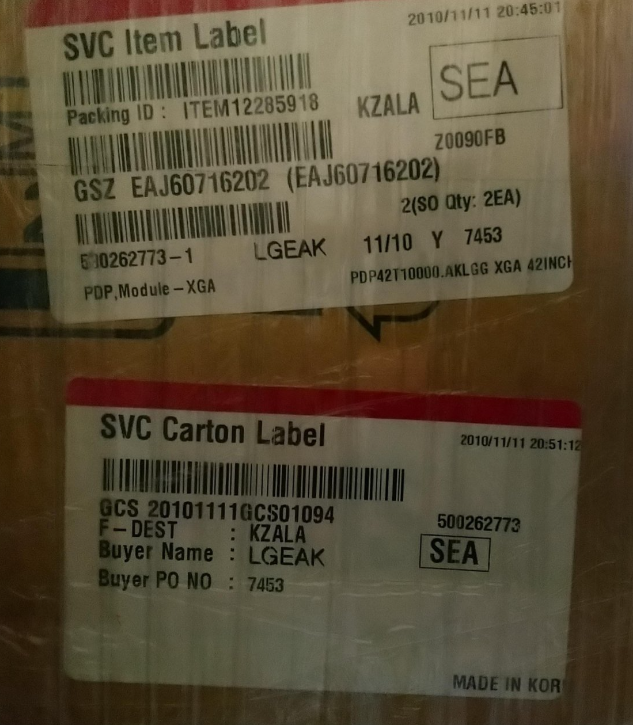 2010/11/11 20:45:01
SVC Item Label
SEA
Packing ID : ITEM12285918 KZALA
Z0090FB
GSZ EAJ60716202 (EAJ60716202)
2(SO Qty: 2EA)
500262773-1 LGEAK 11/10 Y 7453
PDP,Module-XGA PDP42T10000.AKLGG XGA 42INCH
SVC Carton Label 2010/11/11 20:51:12
GCS 20101111GCS01094 500262773
F-DEST : KZALA
Buyer Name : LGEAK SEA
Buyer PO NO : 7453
MADE IN KOR